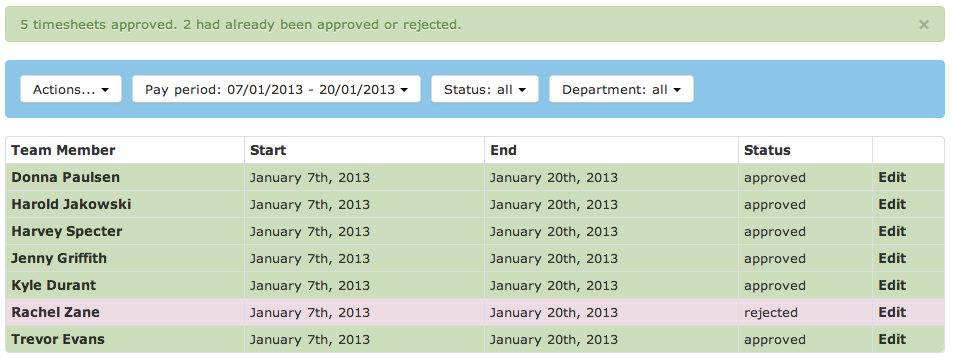 5 timesheets approved. 2 had already been approved or rejected. ×
Actions... Pay period: 07/01/2013 - 20/01/2013 Status: all Department: all
Team Member Start End Status
Donna Paulsen January 7th, 2013 January 20th, 2013 approved Edit
Harold Jakowski January 7th, 2013 January 20th, 2013 approved Edit
Harvey Specter January 7th, 2013 January 20th, 2013 approved Edit
Jenny Griffith January 7th, 2013 January 20th, 2013 approved Edit
Kyle Durant January 7th, 2013 January 20th, 2013 approved Edit
Rachel Zane January 7th, 2013 January 20th, 2013 rejected Edit
Trevor Evans January 7th, 2013 January 20th, 2013 approved Edit